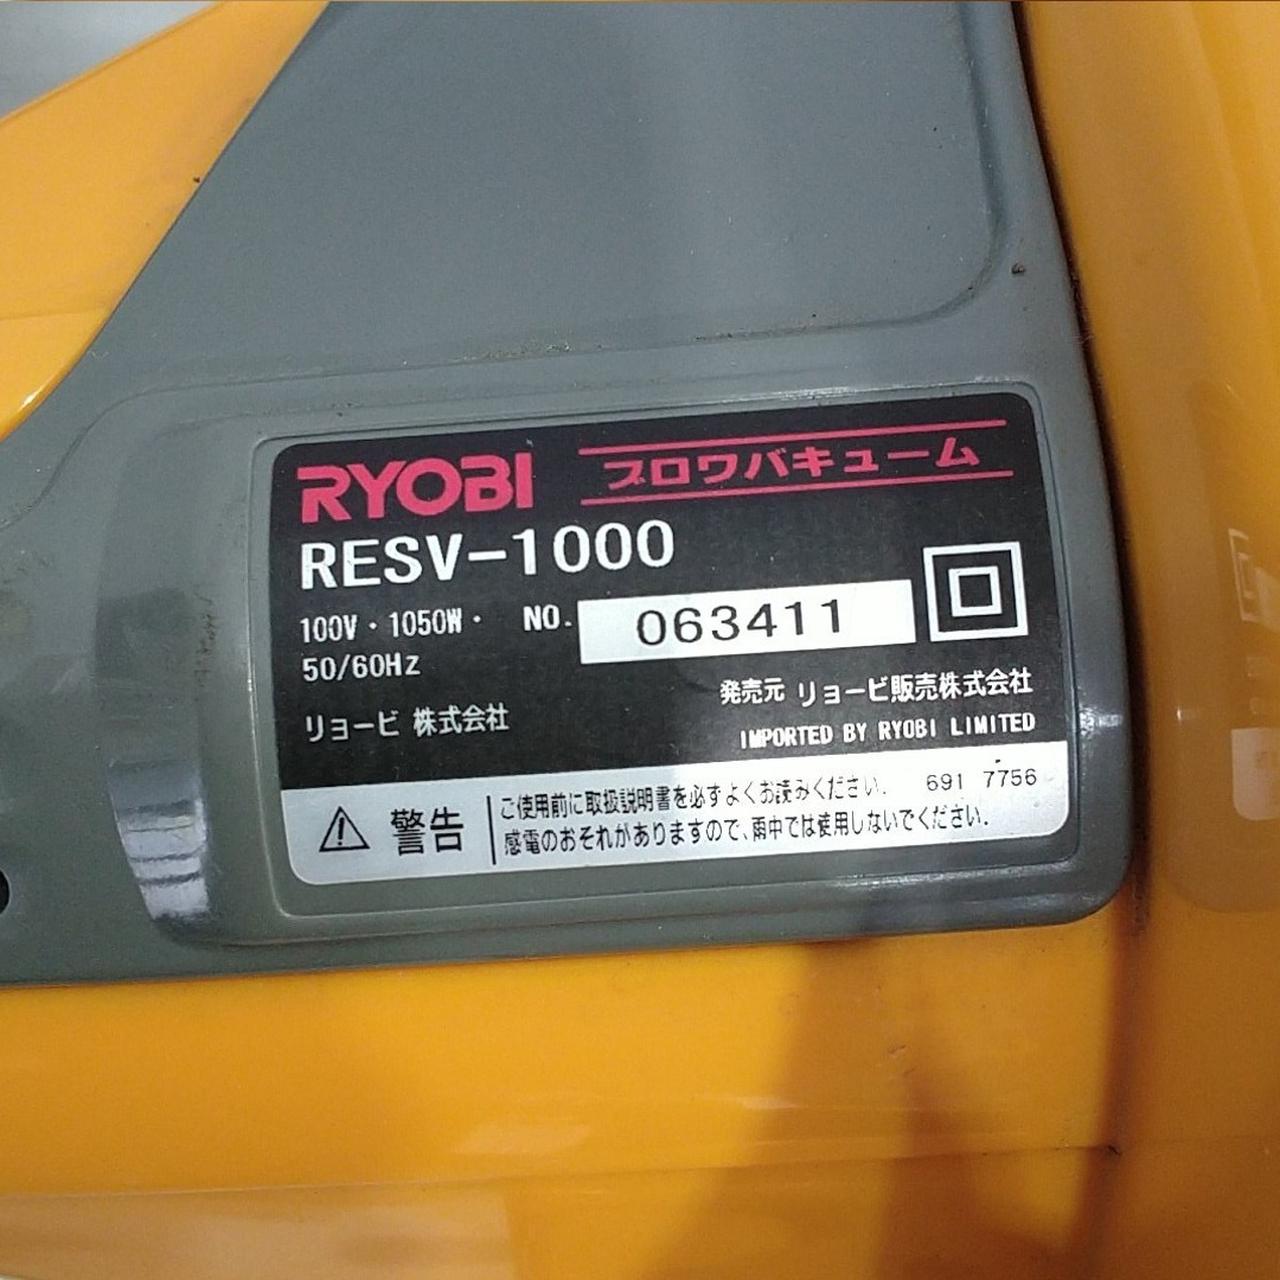 RYOBI ブロワバキューム
RESV-1000
100V・1050W・ NO. 063411
50/60Hz
リョービ 株式会社 発売元 リョービ販売株式会社
IMPORTED BY RYOBI LIMITED
警告 ご使用前に取扱説明書を必ずよくお読みください. 691 7756
感電のおそれがありますので、雨中では使用しないでください.